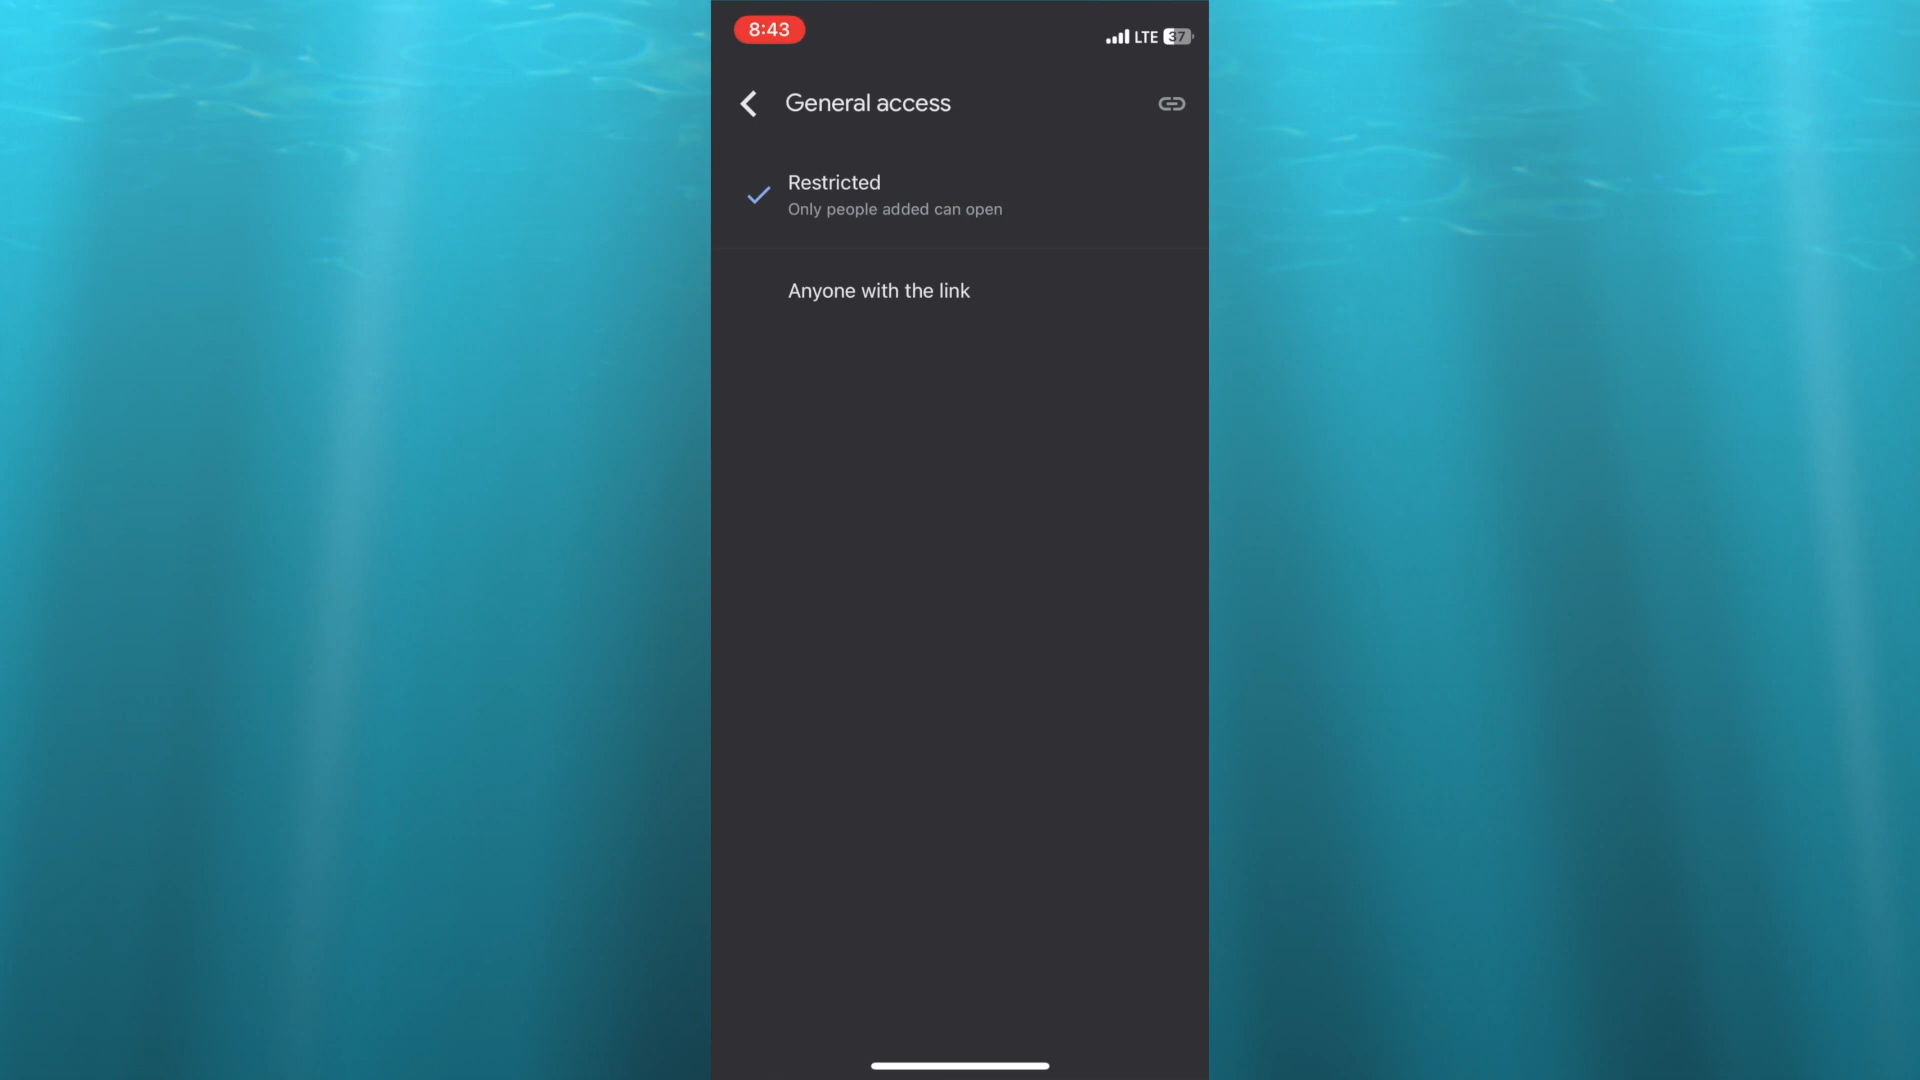 8:43
LTE 37
General access
Restricted
Only people added can open
Anyone with the link